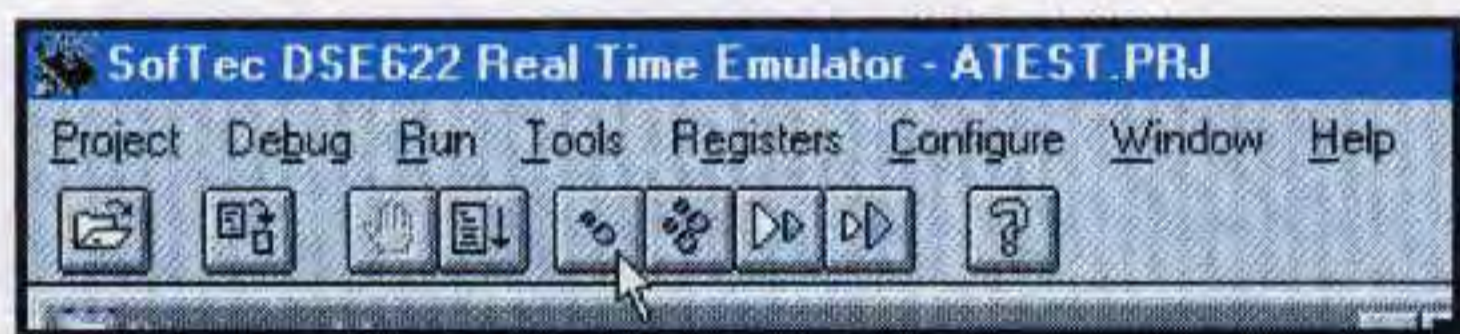 SofTec DSE622 Real Time Emulator - ATEST.PRJ
Project Debug Run Tools Registers Configure Window Help